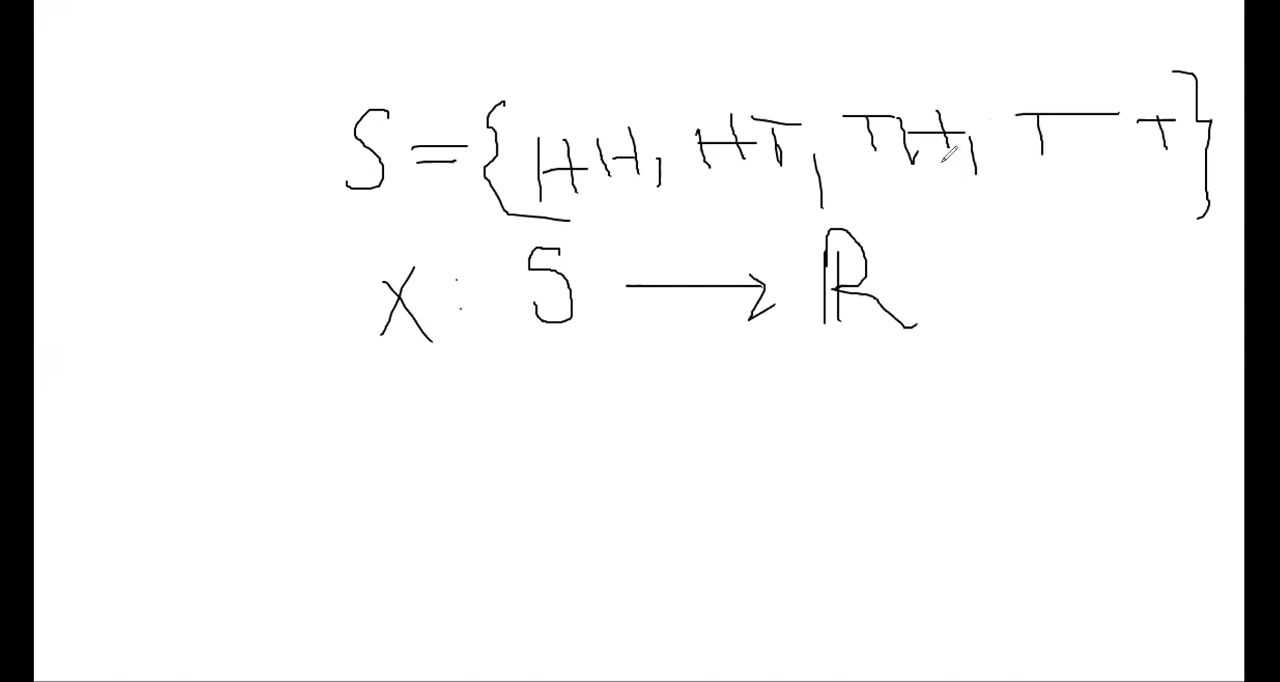 S = {HH, HT, TH, TT}
X : S → ℝ